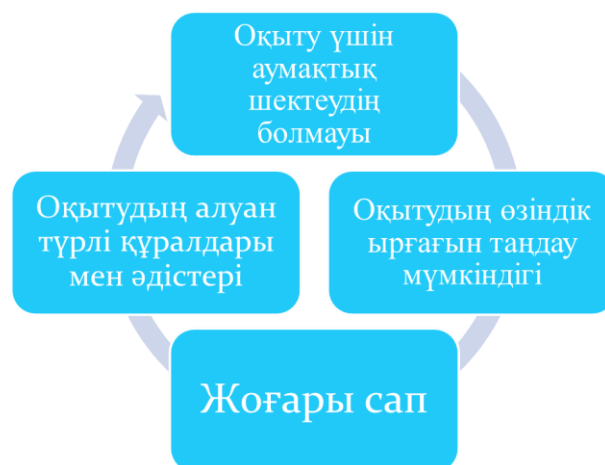 Оқыту үшін
аумақтық
шектеудің
болмауы
Оқытудың алуан
түрлі құралдары
мен әдістері
Оқытудың өзіндік
ырғағын таңдау
мүмкіндігі
Жоғары сап